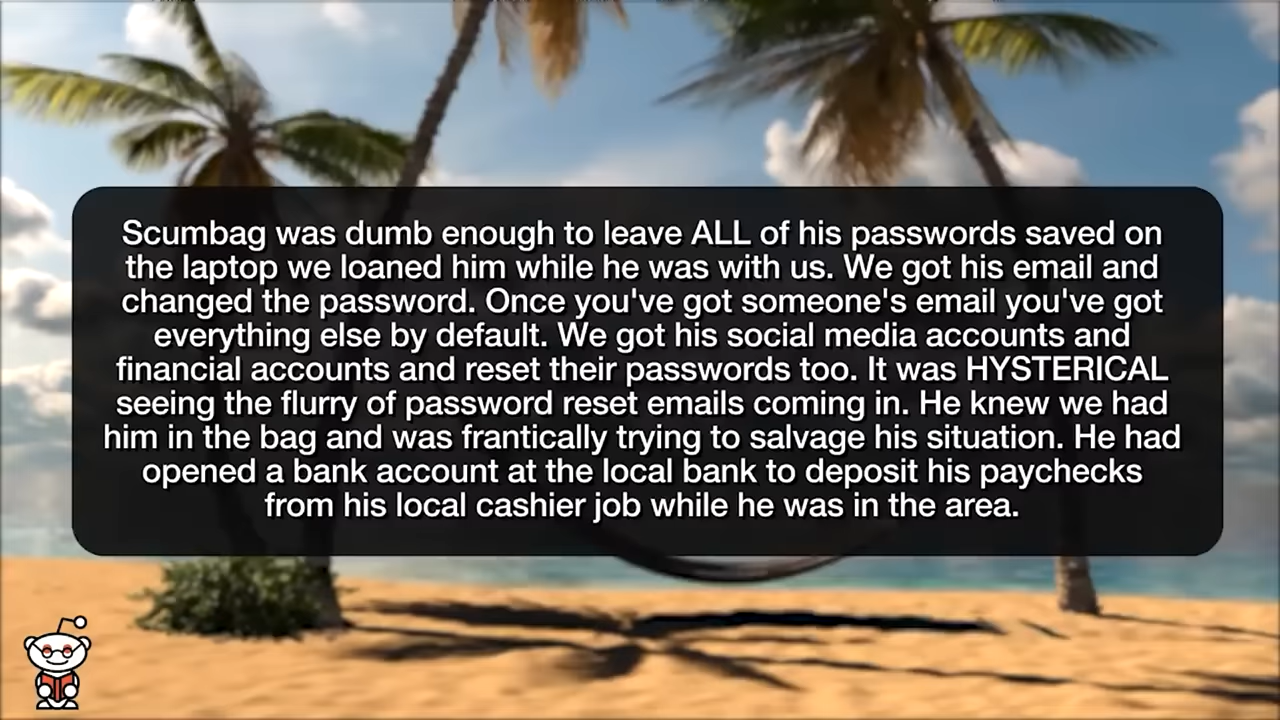 Scumbag was dumb enough to leave ALL of his passwords saved on
the laptop we loaned him while he was with us. We got his email and
changed the password. Once you've got someone's email you've got
everything else by default. We got his social media accounts and
financial accounts and reset their passwords too. It was HYSTERICAL
seeing the flurry of password reset emails coming in. He knew we had
him in the bag and was frantically trying to salvage his situation. He had
opened a bank account at the local bank to deposit his paychecks
from his local cashier job while he was in the area.